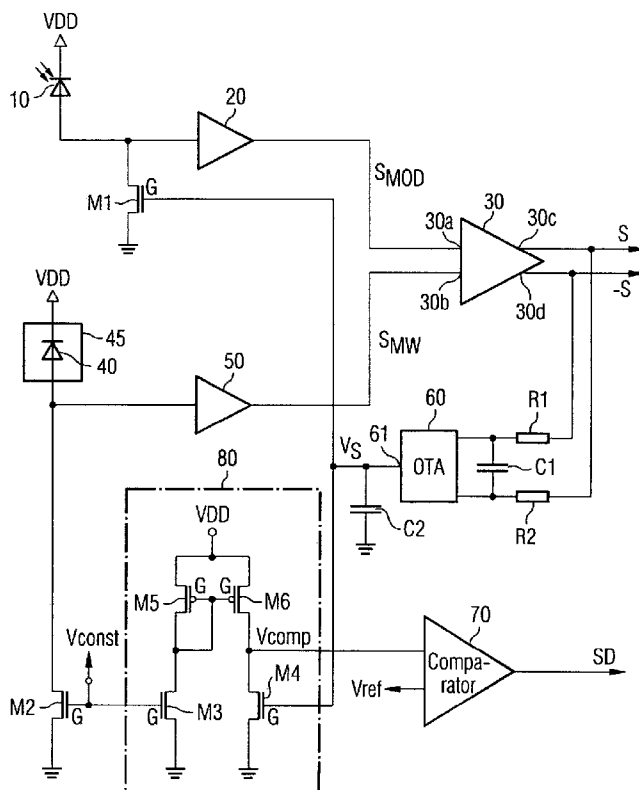 VDD
10
20
M1
G
SMOD
30
30a
30c
S
30b
30d
-S
VDD
45
40
SMW
50
60
R1
VS
61
OTA
C1
80
C2
R2
VDD
M5
G
G
M6
70
Vconst
Vcomp
M4
Compa-
rator
SD
Vref
M2
G
G
M3
G